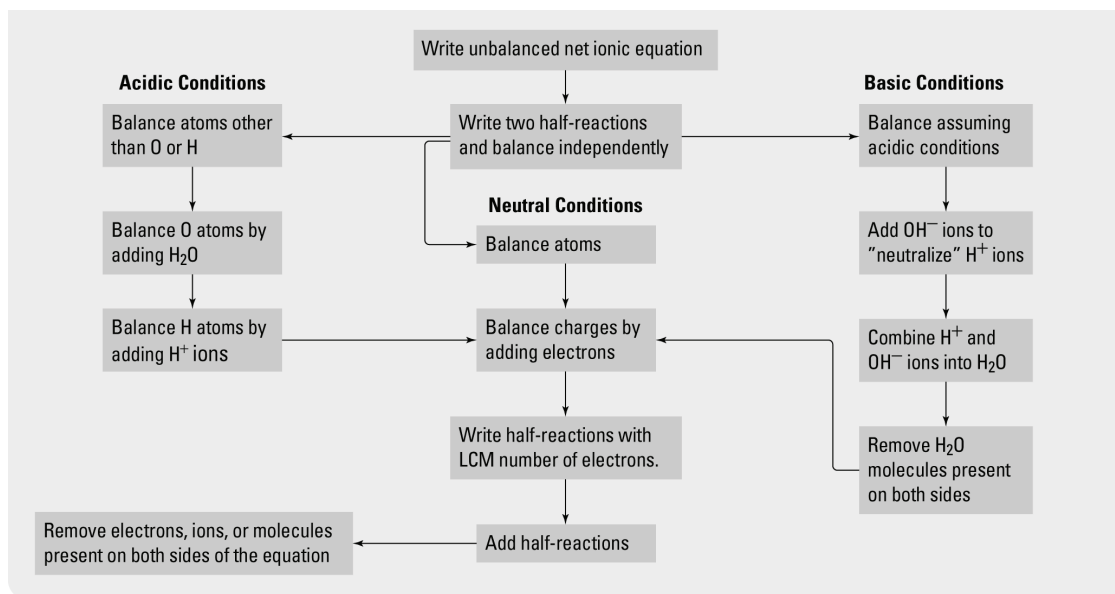 Write unbalanced net ionic equation
Acidic Conditions
Balance atoms other
than O or H
Balance O atoms by
adding H₂O
Balance H atoms by
adding H⁺ ions
Write two half-reactions
and balance independently
Neutral Conditions
Balance atoms
Balance charges by
adding electrons
Write half-reactions with
LCM number of electrons.
Add half-reactions
Remove electrons, ions, or molecules
present on both sides of the equation
Basic Conditions
Balance assuming
acidic conditions
Add OH⁻ ions to
”neutralize” H⁺ ions
Combine H⁺ and
OH⁻ ions into H₂O
Remove H₂O
molecules present
on both sides